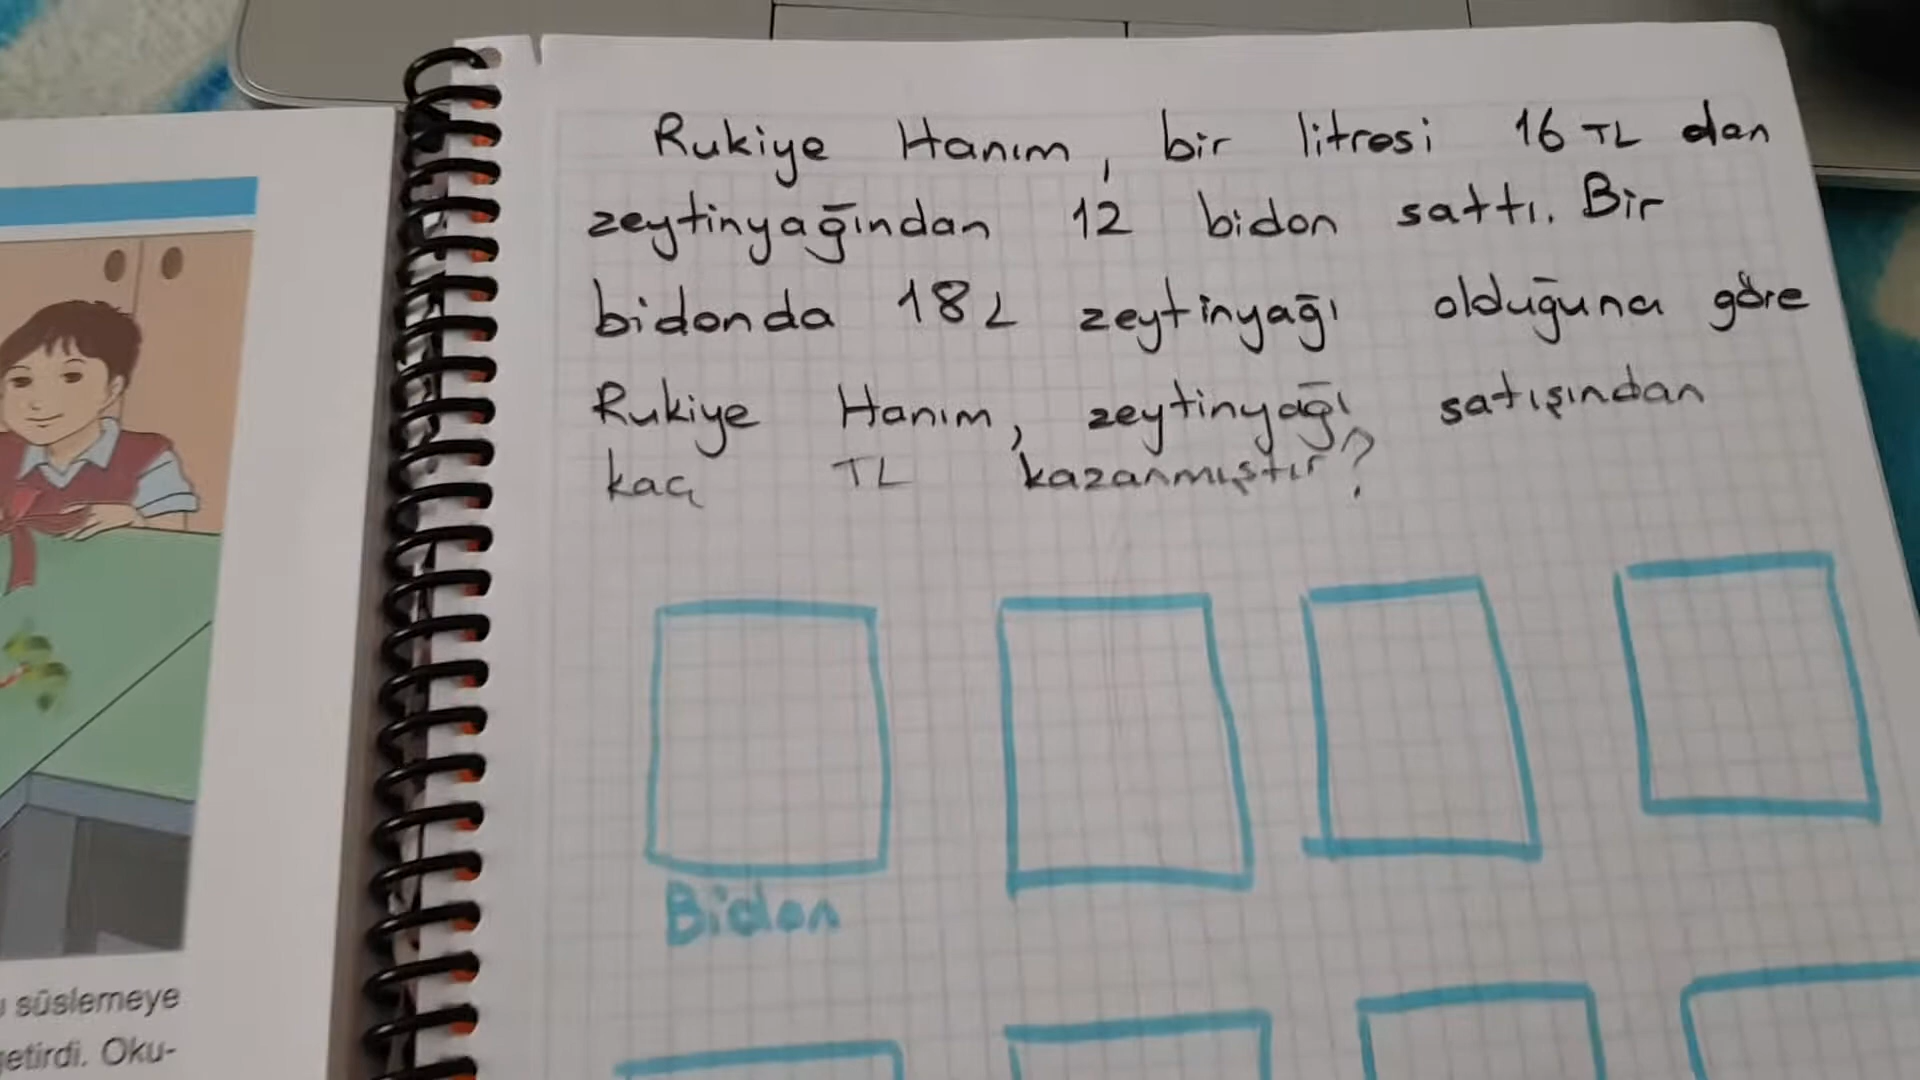 Rukiye Hanım, bir litresi 16 TL dan
zeytinyağından 12 bidon sattı. Bir
bidonda 18L zeytinyağı olduğuna göre
Rukiye Hanım, zeytinyağı satışından
kaç TL kazanmıştır?
Bidon
süslemeye
getirdi. Oku-